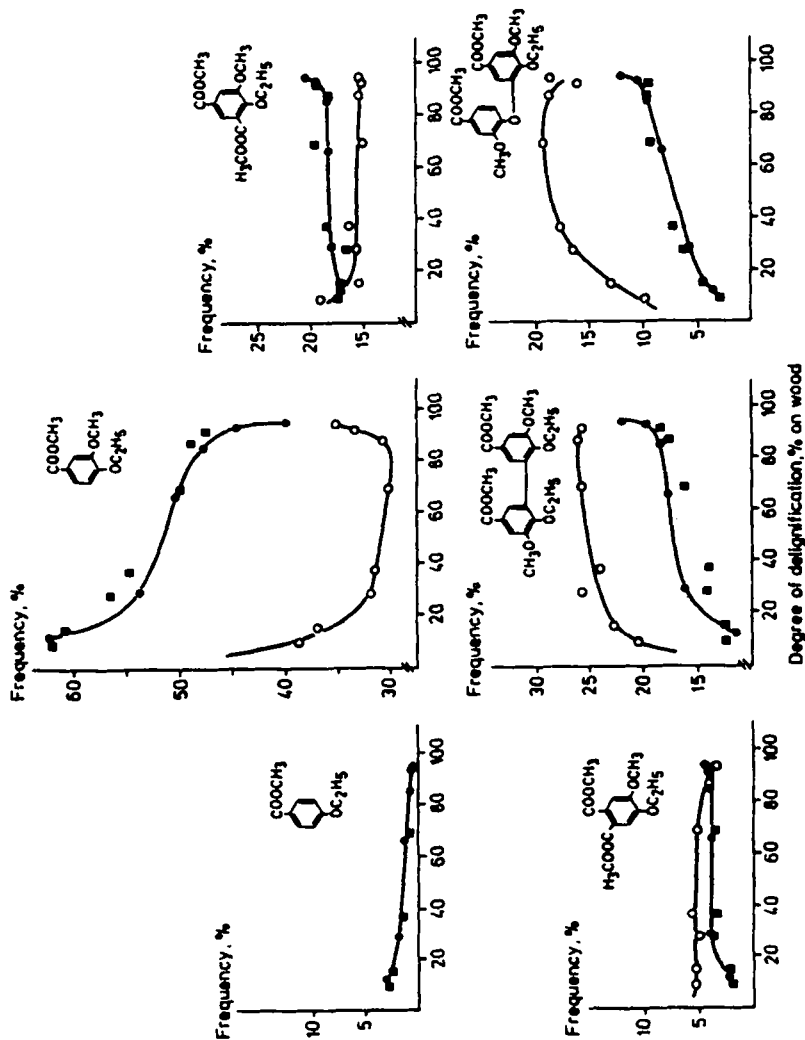 Frequency, %
10
5
COOCH3
OC2H5
20
40
60
80
100
Frequency, %
60
50
40
30
COOCH3
OCH3
OC2H5
20
40
60
80
100
Frequency, %
25
20
15
COOCH3
H3COOC
OCH3
OC2H5
20
40
60
80
100
Frequency, %
10
5
COOCH3
H3COOC
OCH3
OC2H5
20
40
60
80
100
Frequency, %
30
25
20
15
COOCH3
COOCH3
CH3O
OC2H5
OCH3
OC2H5
20
40
60
80
100
Frequency, %
20
15
10
5
COOCH3
COOCH3
CH3O
O
OCH3
OC2H5
20
40
60
80
100
Degree of delignification,% on wood